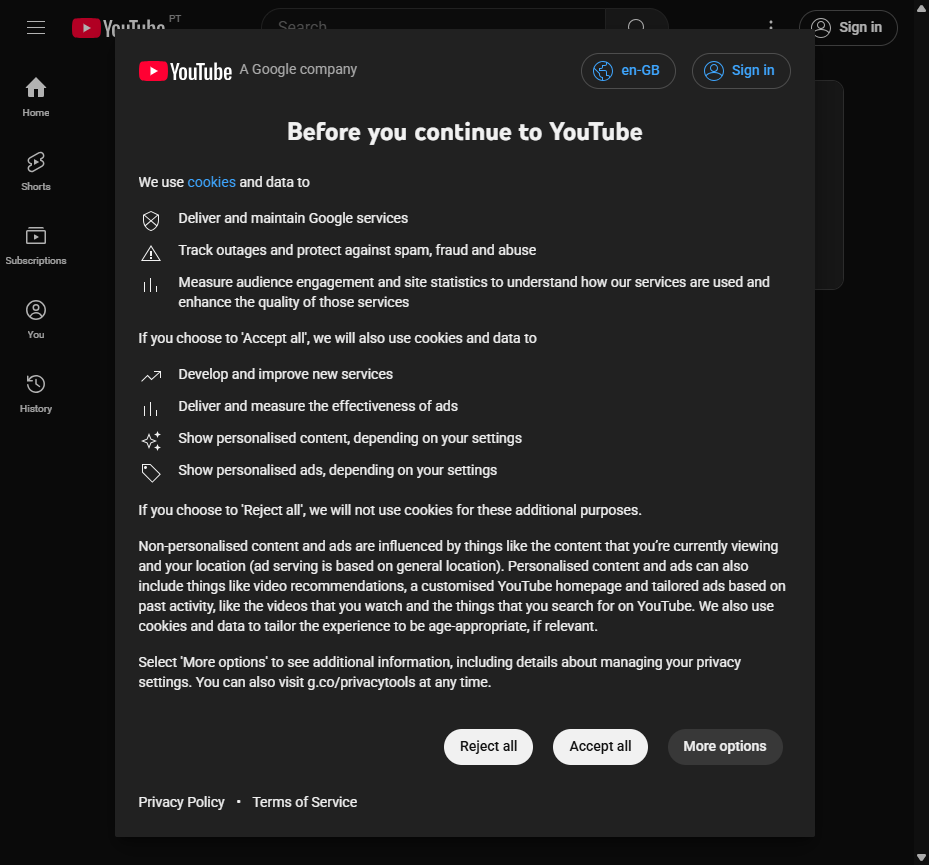 YouTube PT
Search
Sign in
Home
Shorts
Subscriptions
You
History
YouTube A Google company
en-GB
Sign in
Before you continue to YouTube
We use cookies and data to
Deliver and maintain Google services
Track outages and protect against spam, fraud and abuse
Measure audience engagement and site statistics to understand how our services are used and
enhance the quality of those services
If you choose to 'Accept all', we will also use cookies and data to
Develop and improve new services
Deliver and measure the effectiveness of ads
Show personalised content, depending on your settings
Show personalised ads, depending on your settings
If you choose to 'Reject all', we will not use cookies for these additional purposes.
Non-personalised content and ads are influenced by things like the content that you’re currently viewing
and your location (ad serving is based on general location). Personalised content and ads can also
include things like video recommendations, a customised YouTube homepage and tailored ads based on
past activity, like the videos that you watch and the things that you search for on YouTube. We also use
cookies and data to tailor the experience to be age-appropriate, if relevant.
Select 'More options' to see additional information, including details about managing your privacy
settings. You can also visit g.co/privacytools at any time.
Reject all
Accept all
More options
Privacy Policy • Terms of Service